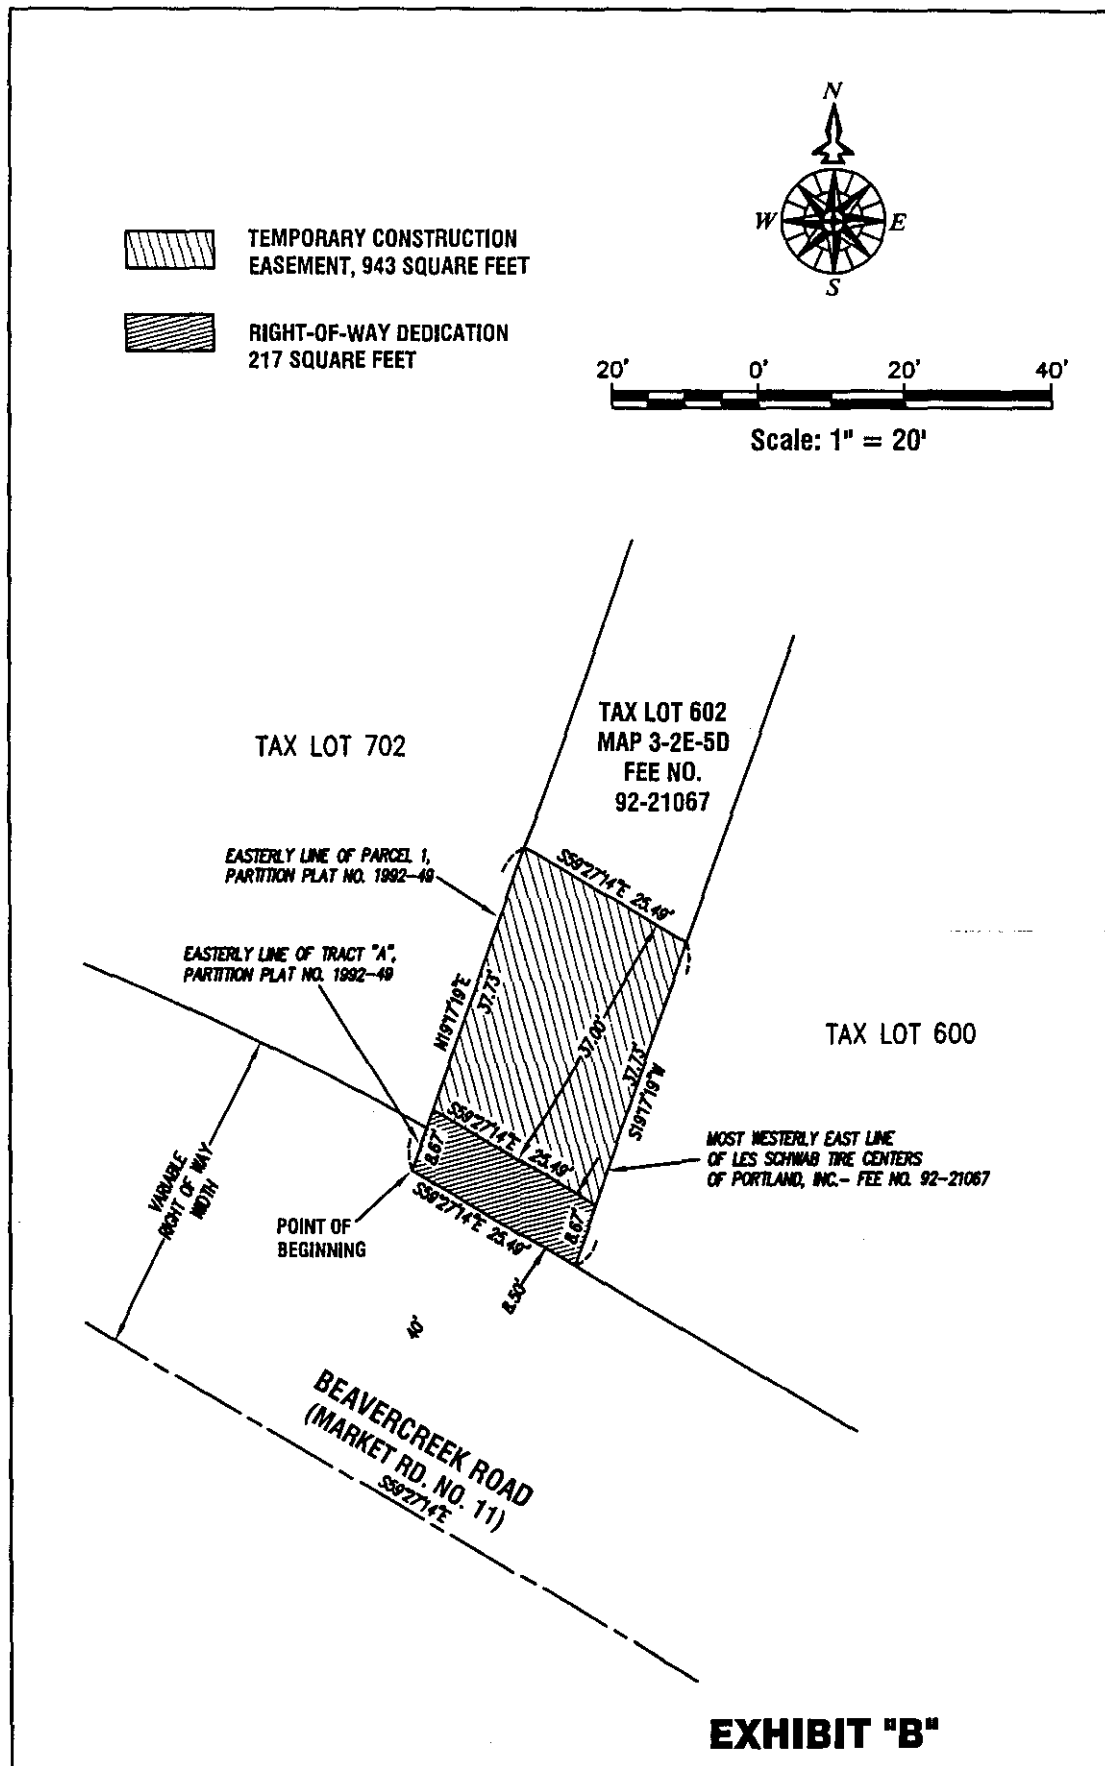 N
W E
S
TEMPORARY CONSTRUCTION
EASEMENT, 943 SQUARE FEET
RIGHT-OF-WAY DEDICATION
217 SQUARE FEET
20' 0' 20' 40'
Scale: 1" = 20'
TAX LOT 702
TAX LOT 602
MAP 3-2E-5D
FEE NO.
92-21067
EASTERLY LINE OF PARCEL 1,
PARTITION PLAT NO. 1992-49
S59°27'14"E 25.49'
EASTERLY LINE OF TRACT "A",
PARTITION PLAT NO. 1992-49
N19°17'19"E
37.73'
37.00'
37.73'
S19°17'19"W
TAX LOT 600
S59°27'14"E
25.49'
8.67'
8.67'
MOST WESTERLY EAST LINE
OF LES SCHWAB TIRE CENTERS
OF PORTLAND, INC.- FEE NO. 92-21067
VARIABLE
RIGHT OF WAY
WIDTH
POINT OF
BEGINNING
S59°27'14"E 25.49'
8.50'
40'
BEAVERCREEK ROAD
(MARKET RD. NO. 11)
S59°27'14"E
EXHIBIT "B"